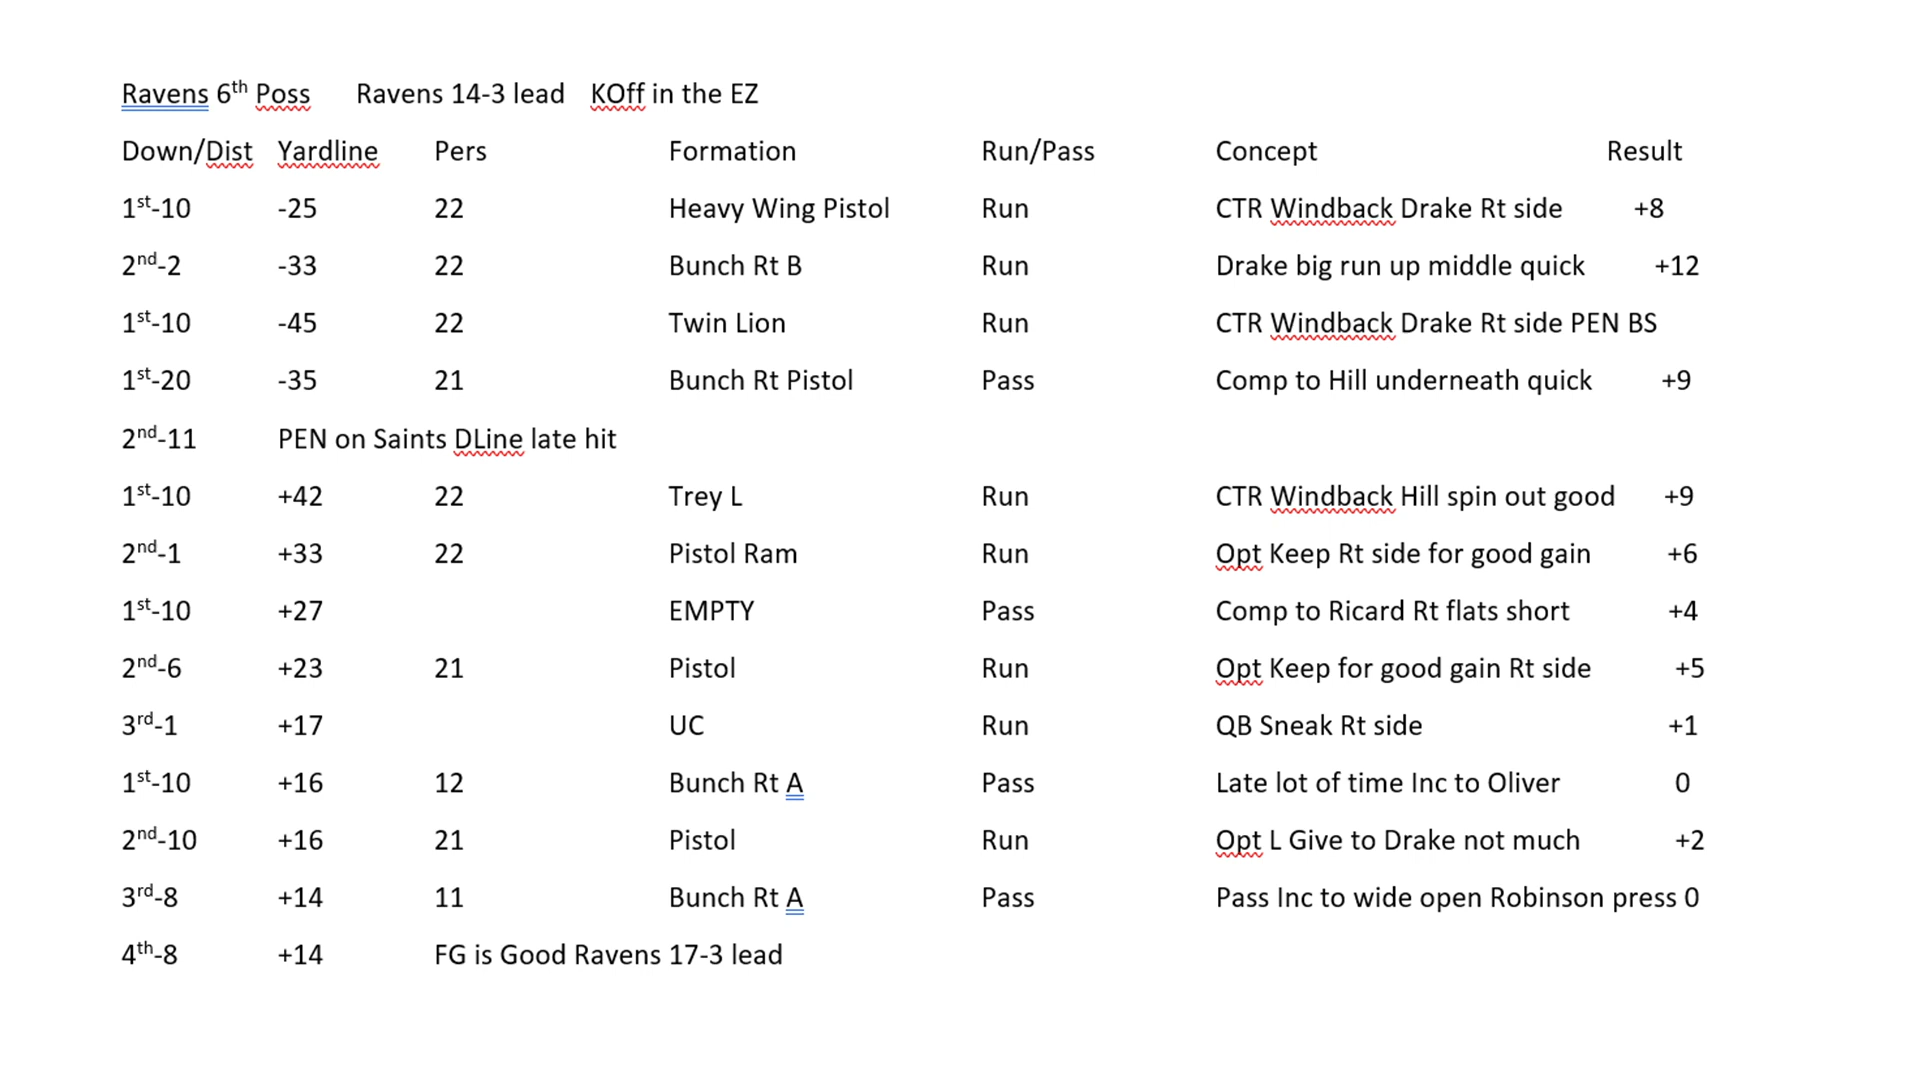 Ravens 6th Poss Ravens 14-3 lead KOff in the EZ
Down/Dist Yardline Pers Formation Run/Pass Concept Result
1st-10 -25 22 Heavy Wing Pistol Run CTR Windback Drake Rt side +8
2nd-2 -33 22 Bunch Rt B Run Drake big run up middle quick +12
1st-10 -45 22 Twin Lion Run CTR Windback Drake Rt side PEN BS
1st-20 -35 21 Bunch Rt Pistol Pass Comp to Hill underneath quick +9
2nd-11 PEN on Saints DLine late hit
1st-10 +42 22 Trey L Run CTR Windback Hill spin out good +9
2nd-1 +33 22 Pistol Ram Run Opt Keep Rt side for good gain +6
1st-10 +27 EMPTY Pass Comp to Ricard Rt flats short +4
2nd-6 +23 21 Pistol Run Opt Keep for good gain Rt side +5
3rd-1 +17 UC Run QB Sneak Rt side +1
1st-10 +16 12 Bunch Rt A Pass Late lot of time Inc to Oliver 0
2nd-10 +16 21 Pistol Run Opt L Give to Drake not much +2
3rd-8 +14 11 Bunch Rt A Pass Pass Inc to wide open Robinson press 0
4th-8 +14 FG is Good Ravens 17-3 lead